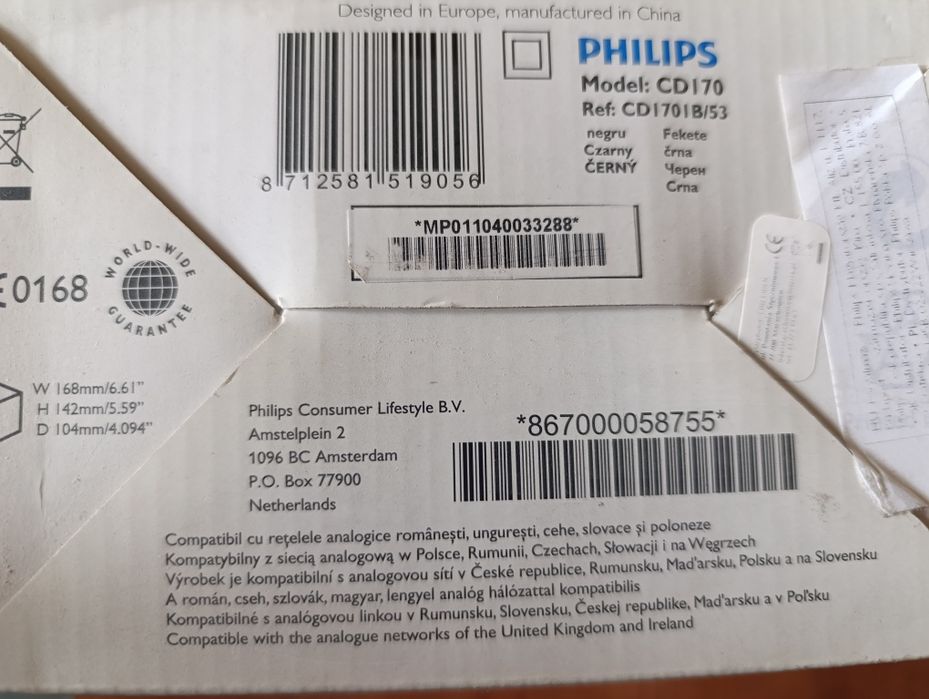 Designed in Europe, manufactured in China
8 712581 519056
PHILIPS
Model: CD170
Ref: CD1701B/53
negru Fekete
Czarny črna
ČERNÝ Черен
Crna
*MP011040033288*
0168
WORLD-WIDE
GUARANTEE
W 168mm/6.61”
H 142mm/5.59”
D 104mm/4.094”
Philips Consumer Lifestyle B.V.
Amstelplein 2
1096 BC Amsterdam
P.O. Box 77900
Netherlands
*867000058755*
Compatibil cu reţelele analogice româneşti, ungureşti, cehe, slovace şi poloneze
Kompatybilny z siecią analogową w Polsce, Rumunii, Czechach, Słowacji i na Węgrzech
Výrobek je kompatibilní s analogovou sítí v České republice, Rumunsku, Maďarsku, Polsku a na Slovensku
A román, cseh, szlovák, magyar, lengyel analóg hálózattal kompatibilis
Kompatibilné s analógovou linkou v Rumunsku, Slovensku, Českej republike, Maďarsku a v Poľsku
Compatible with the analogue networks of the United Kingdom and Ireland